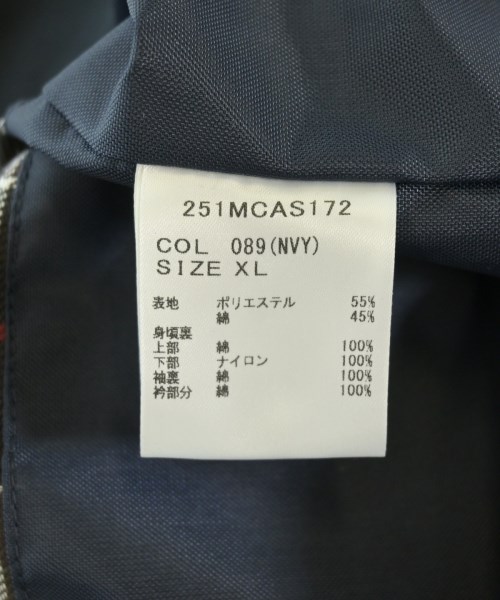 251MCAS172
COL 089(NVY)
SIZE XL
表地 ポリエステル 55%
綿 45%
身頃裏
上部 綿 100%
下部 ナイロン 100%
袖裏 綿 100%
衿部分 綿 100%